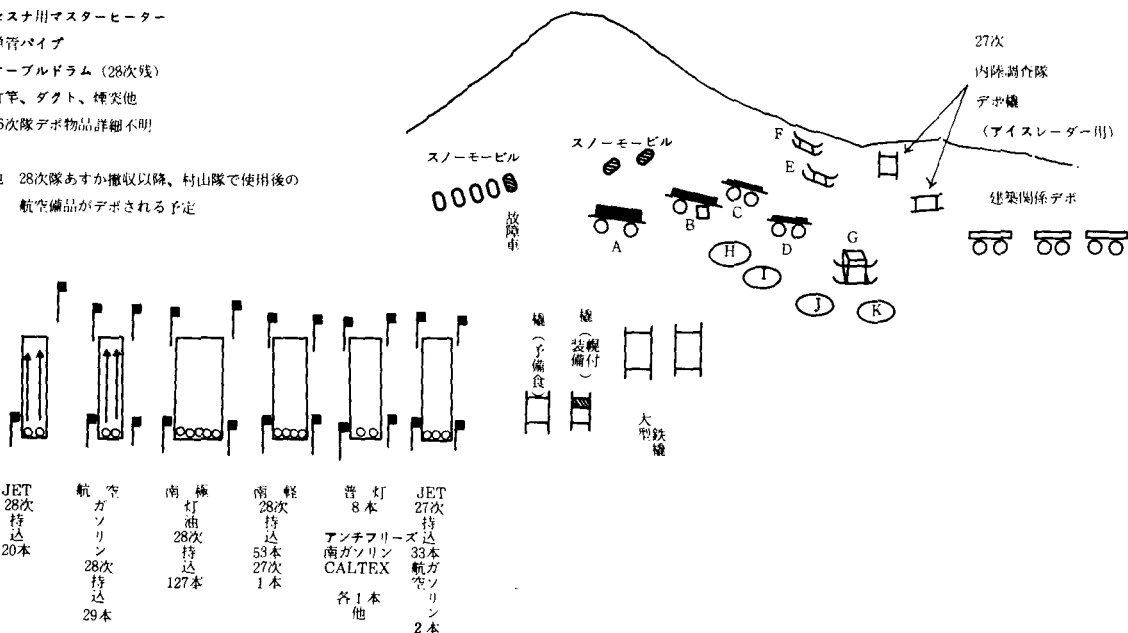 スナ用マスターヒーター
管パイプ
ーブルドラム（28次残）
竿、ダクト、煙突他
6次隊デポ物品詳細不明
28次隊あすか撤収以降、村山隊で使用後の
航空備品がデポされる予定
27次
内陸調査隊
デポ橇
（アイスレーダー用）
スノーモービル
スノーモービル
故障車
建築関係デポ
A
B
C
D
E
F
G
H
I
J
K
橇（予備食）
橇（幌付装備）
大型鉄橇
JET
28次
持
込
20本
航空
ガ
ソ
リ
ン
28次
持
込
29本
南極
灯
油
28次
持
込
127本
南軽
28次
持
込
53本
27次
1本
普灯
8本
アンチフリーズ
南ガソリン
CALTEX
各1本
他
JET
27次
持
込
33本
航空ガソリン
2本